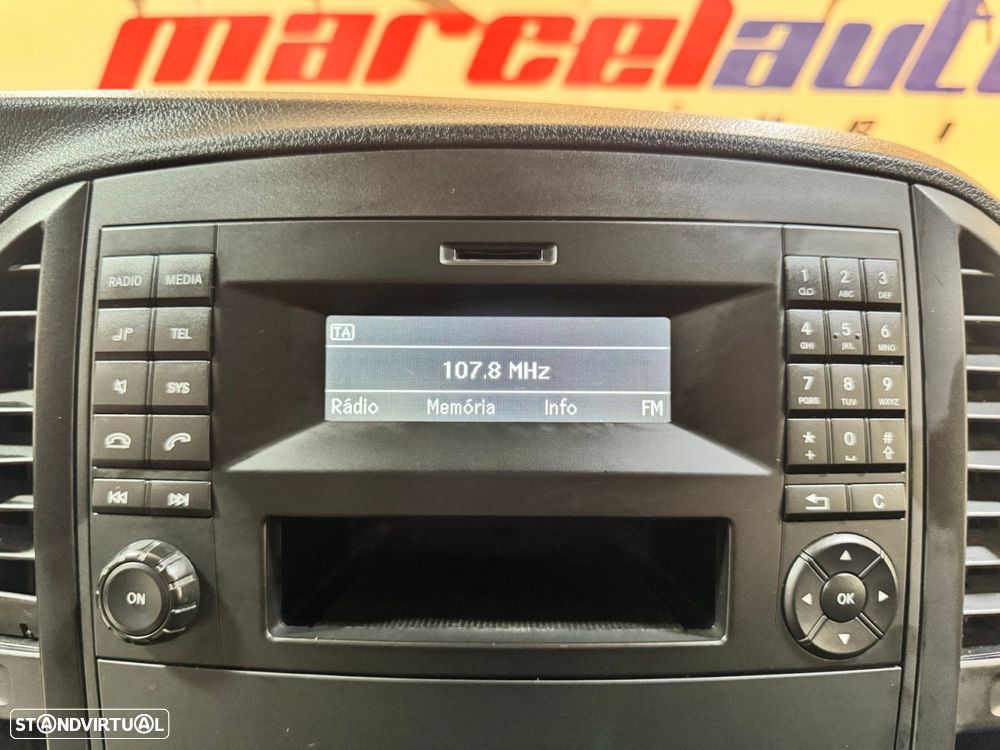 marcelauto
RADIO MEDIA
TEL
SYS
ON
TA
107.8 MHz
Rádio Memória Info FM
1 2 ABC 3 DEF
4 GHI 5 JKL 6 MNO
7 PQRS 8 TUV 9 WXYZ
* + 0 #
C
OK
STANDVIRTUAL